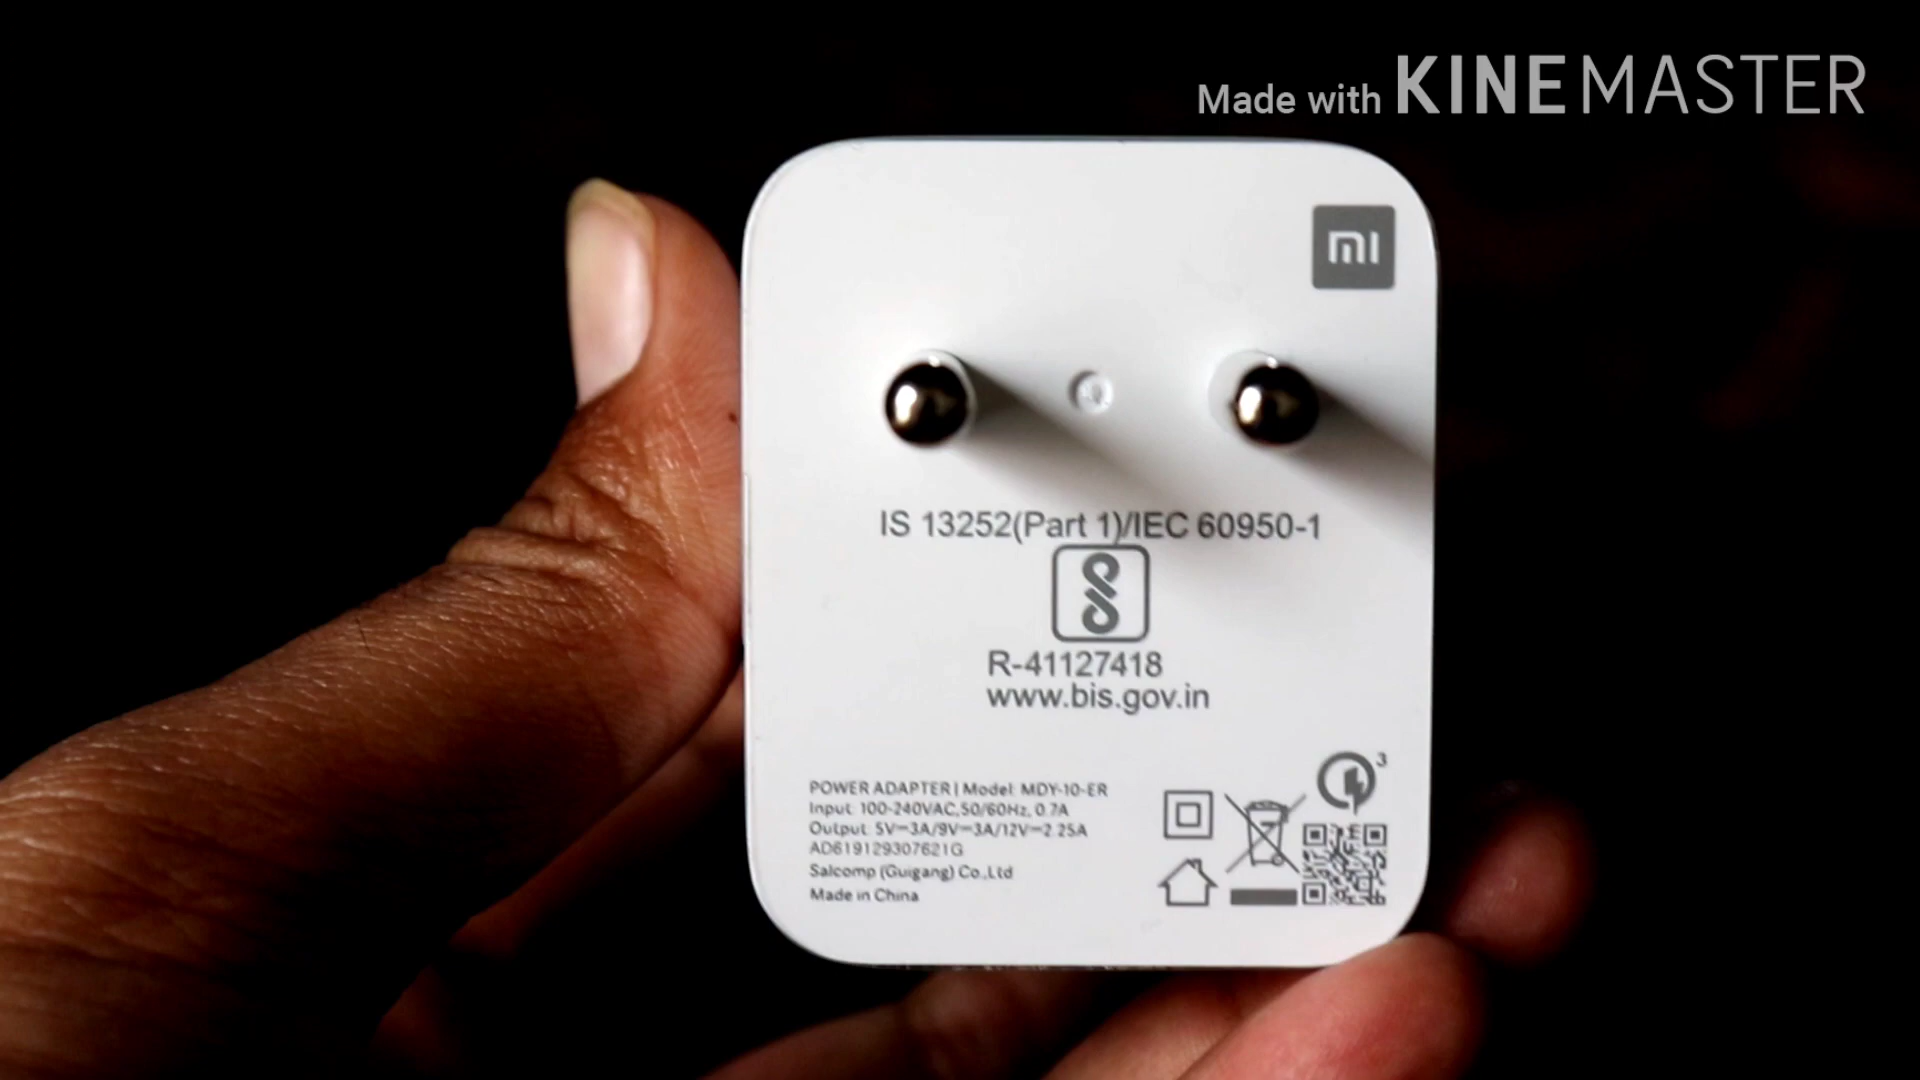 Made with KINEMASTER
mi
IS 13252(Part 1)/IEC 60950-1
R-41127418
www.bis.gov.in
3
POWER ADAPTER | Model: MDY-10-ER
Input: 100-240VAC,50/60Hz, 0.7A
Output: 5V⎓3A/9V⎓3A/12V⎓2.25A
AD619129307621G
Salcomp (Guigang) Co.,Ltd
Made in China